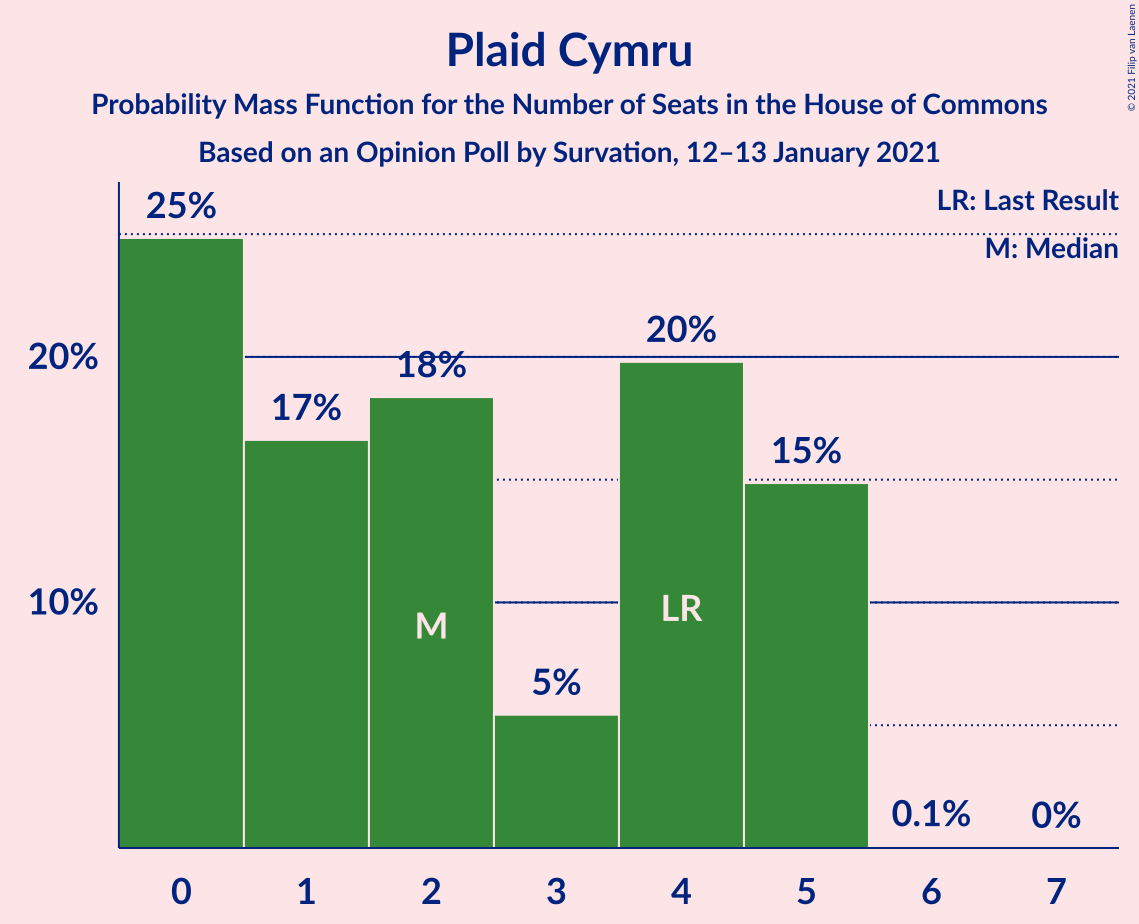 © 2021 Filip van Laenen
Plaid Cymru
Probability Mass Function for the Number of Seats in the House of Commons
Based on an Opinion Poll by Survation, 12–13 January 2021
LR: Last Result
M: Median
25%
20%
18%
20%
17%
15%
10%
M
LR
5%
0.1%
0%
0 1 2 3 4 5 6 7